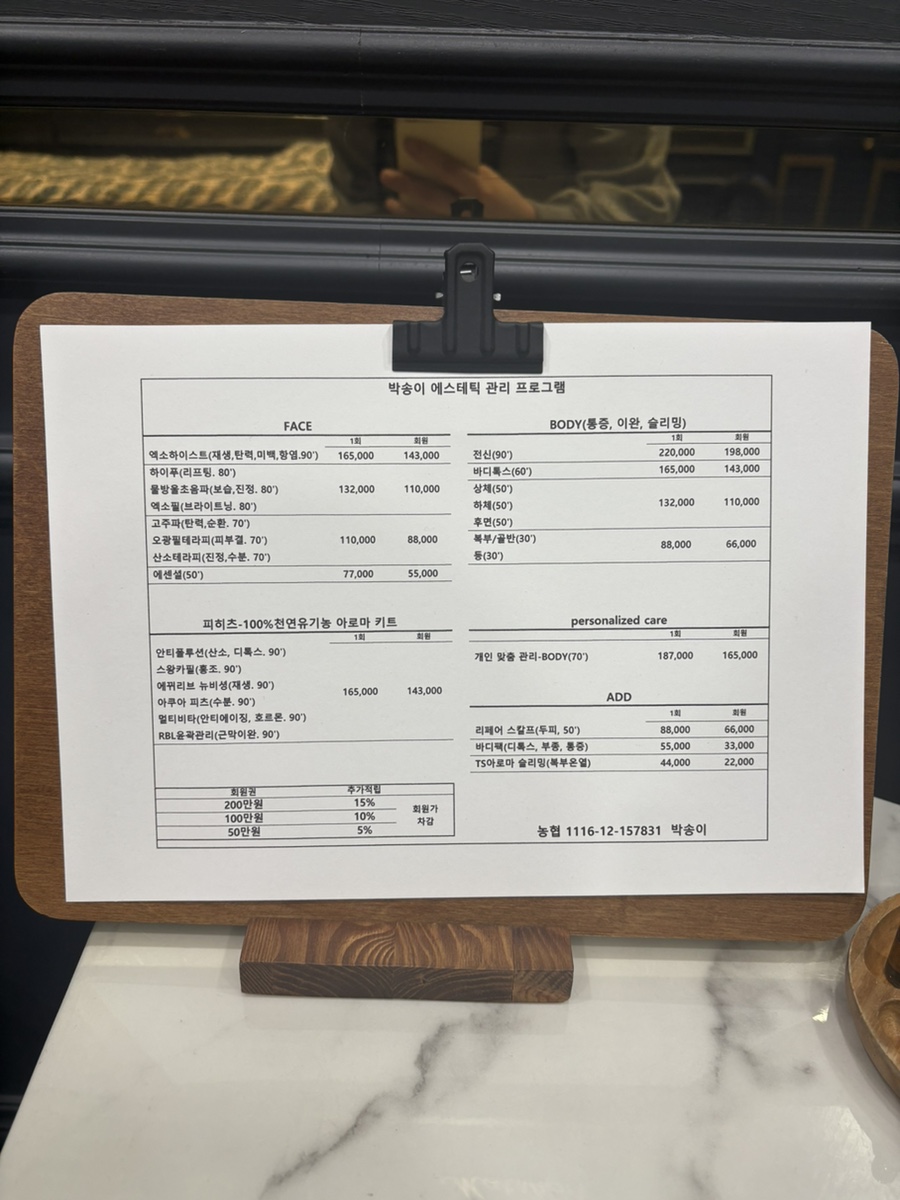 박송이 에스테틱 관리 프로그램
FACE
1회 회원
엑소하이스트(재생,탄력,미백,항염.90') 165,000 143,000
하이푸(리프팅. 80')
물방울초음파(보습,진정. 80') 132,000 110,000
엑소필(브라이트닝. 80')
고주파(탄력,순환. 70')
오광필테라피(피부결. 70') 110,000 88,000
산소테라피(진정,수분. 70')
에센셜(50') 77,000 55,000
피히츠-100%천연유기농 아로마 키트
1회 회원
안티폴루션(산소, 디톡스. 90')
스왕카필(홍조. 90')
에뀌리브 뉴비성(재생. 90')
165,000 143,000
아쿠아 피츠(수분. 90')
멀티비타(안티에이징, 호르몬. 90')
RBL윤곽관리(근막이완. 90')
회원권 추가적립
200만원 15%
100만원 10%
50만원 5%
회원가
차감
BODY(통증, 이완, 슬리밍)
1회 회원
전신(90') 220,000 198,000
바디톡스(60') 165,000 143,000
상체(50')
하체(50') 132,000 110,000
후면(50')
복부/골반(30')
88,000 66,000
등(30')
personalized care
1회 회원
개인 맞춤 관리-BODY(70') 187,000 165,000
ADD
1회 회원
리페어 스칼프(두피, 50') 88,000 66,000
바디팩(디톡스, 부종, 통증) 55,000 33,000
TS아로마 슬리밍(복부온열) 44,000 22,000
농협 1116-12-157831 박송이